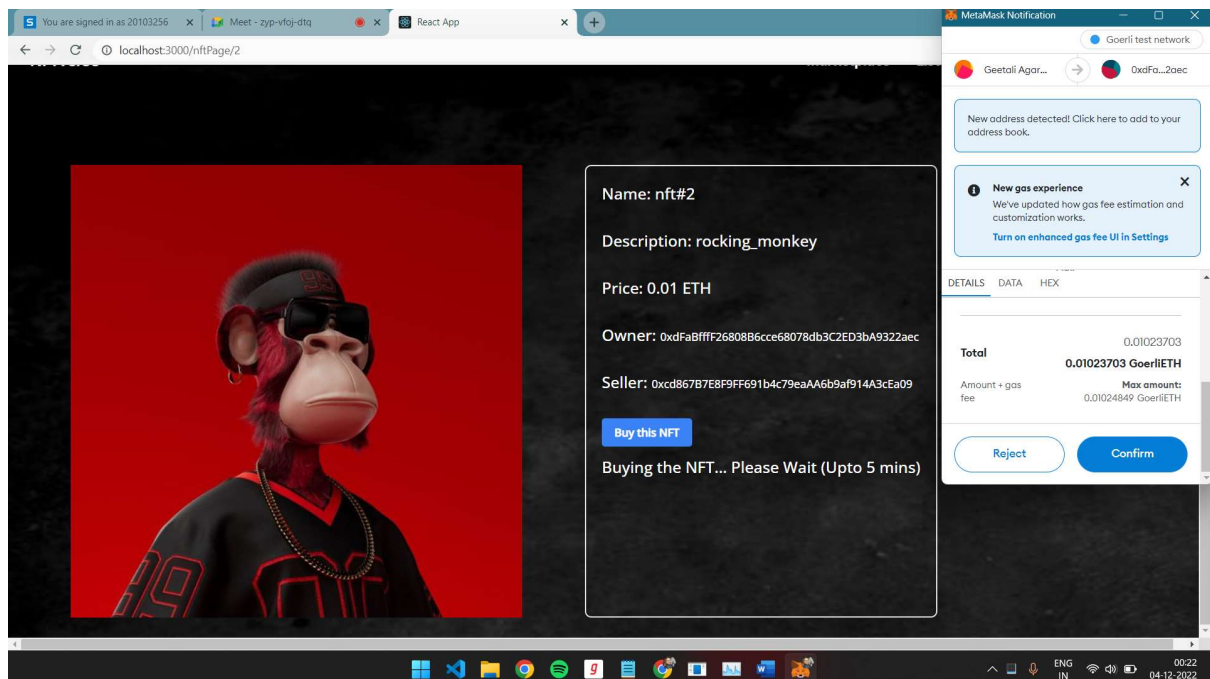 You are signed in as 20103256
Meet - zyp-vfoj-dtq
React App
localhost:3000/nftPage/2
Name: nft#2
Description: rocking_monkey
Price: 0.01 ETH
Owner: 0xdFaBfffF26808B6cce68078db3C2ED3bA9322aec
Seller: 0xcd867B7E8F9FF691b4c79eaAA6b9af914A3cEa09
Buy this NFT
Buying the NFT... Please Wait (Upto 5 mins)
MetaMask Notification
Goerli test network
Geetali Agar... 0xdFa...2aec
New address detected! Click here to add to your
address book.
New gas experience
We've updated how gas fee estimation and
customization works.
Turn on enhanced gas fee UI in Settings
DETAILS DATA HEX
0.01023703
Total
0.01023703 GoerliETH
Amount + gas
fee
Max amount:
0.01024849 GoerliETH
Reject Confirm
99
99
ENG
IN
00:22
04-12-2022